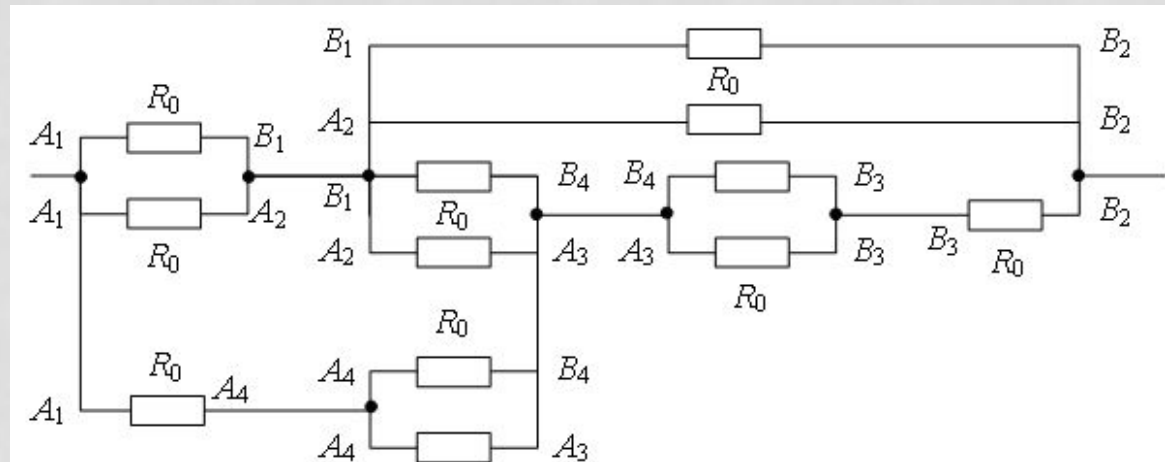 B₁ B₂
R₀
R₀
A₁ B₁ A₂ B₂
B₄ B₄ B₃
B₁ R₀ B₂
A₁ A₂ B₃
A₂ A₃ A₃ B₃ R₀
R₀ R₀
R₀
R₀ A₄ B₄
A₄
A₁
A₄ A₃